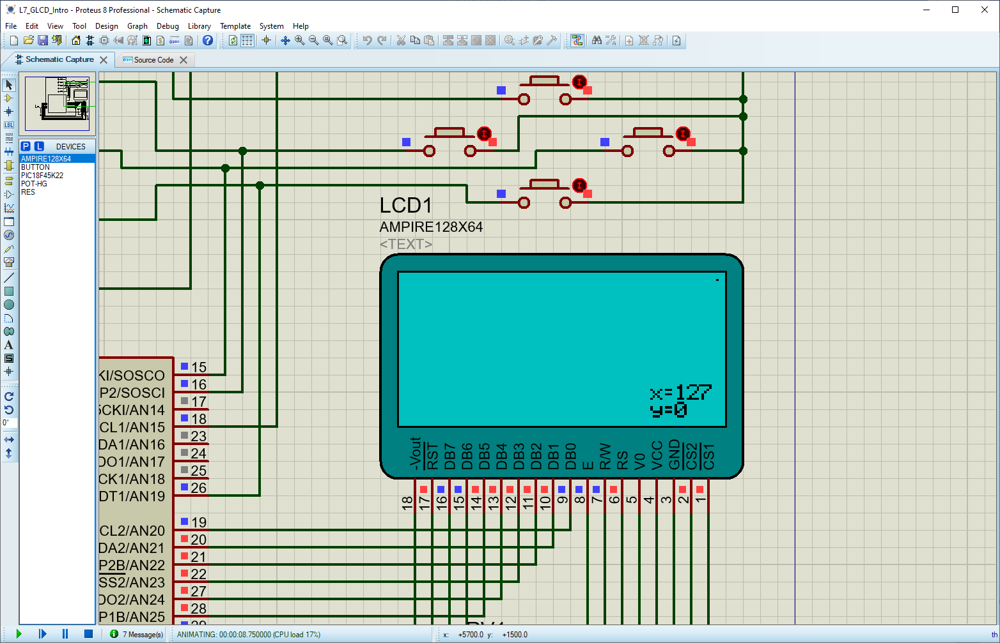 L7_GLCD_Intro - Proteus 8 Professional - Schematic Capture
File Edit View Tool Design Graph Debug Library Template System Help
Schematic Capture Source Code
P L DEVICES
AMPIRE128X64
BUTTON
PIC18F45K22
POT-HG
RES
LBL
A
S
0°
LCD1
AMPIRE128X64
<TEXT>
x=127
y=0
-Vout RST DB7 DB6 DB5 DB4 DB3 DB2 DB1 DB0 E R/W RS V0 VCC GND CS2 CS1
18 17 16 15 14 13 12 11 10 9 8 7 6 5 4 3 2 1
KI/SOSCO 15
P2/SOSCI 16
5CKI/AN14 17
CL1/AN15 18
DA1/AN16 23
DO1/AN17 24
CK1/AN18 25
DT1/AN19 26
CL2/AN20 19
DA2/AN21 20
P2B/AN22 21
SS2/AN23 22
DO2/AN24 27
P1B/AN25 28
7 Message(s) ANIMATING: 00:00:08.750000 (CPU load 17%) x: +5700.0 y: +1500.0 th